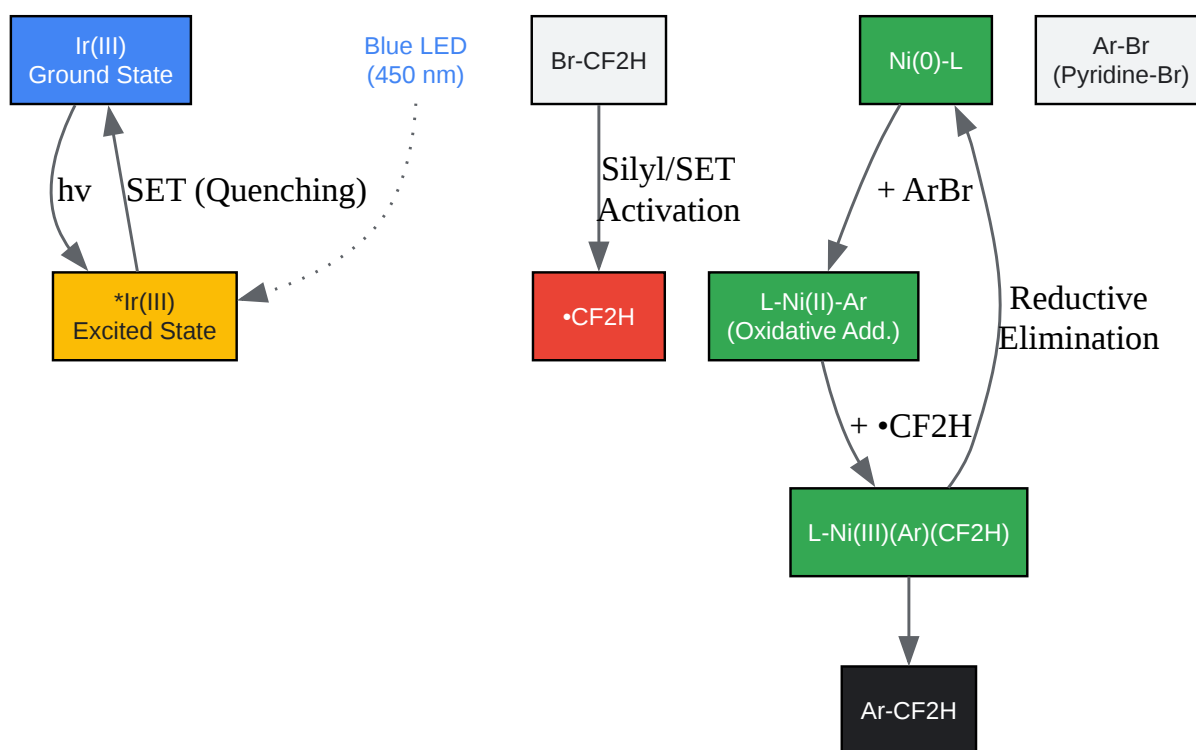 Ir(III)
Ground State
Blue LED
(450 nm)
Br-CF2H
Ni(0)-L
Ar-Br
(Pyridine-Br)
hv
SET (Quenching)
Silyl/SET
Activation
+ ArBr
*Ir(III)
Excited State
•CF2H
L-Ni(II)-Ar
(Oxidative Add.)
Reductive
Elimination
+ •CF2H
L-Ni(III)(Ar)(CF2H)
Ar-CF2H